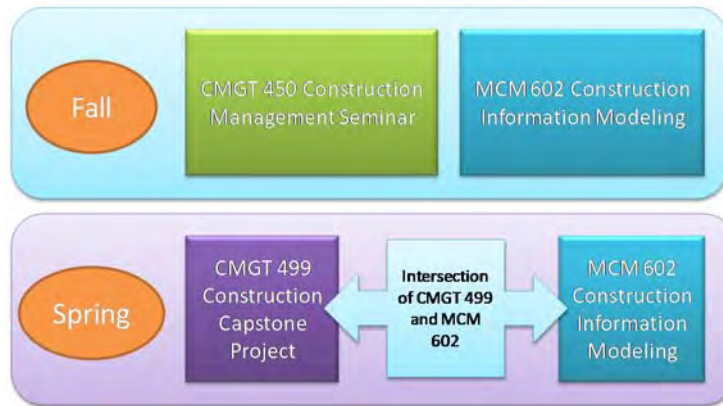 Fall
CMGT 450 Construction
Management Seminar
MCM 602 Construction
Information Modeling
Spring
CMGT 499
Construction
Capstone
Project
Intersection
of CMGT 499
and MCM
602
MCM 602
Construction
Information
Modeling